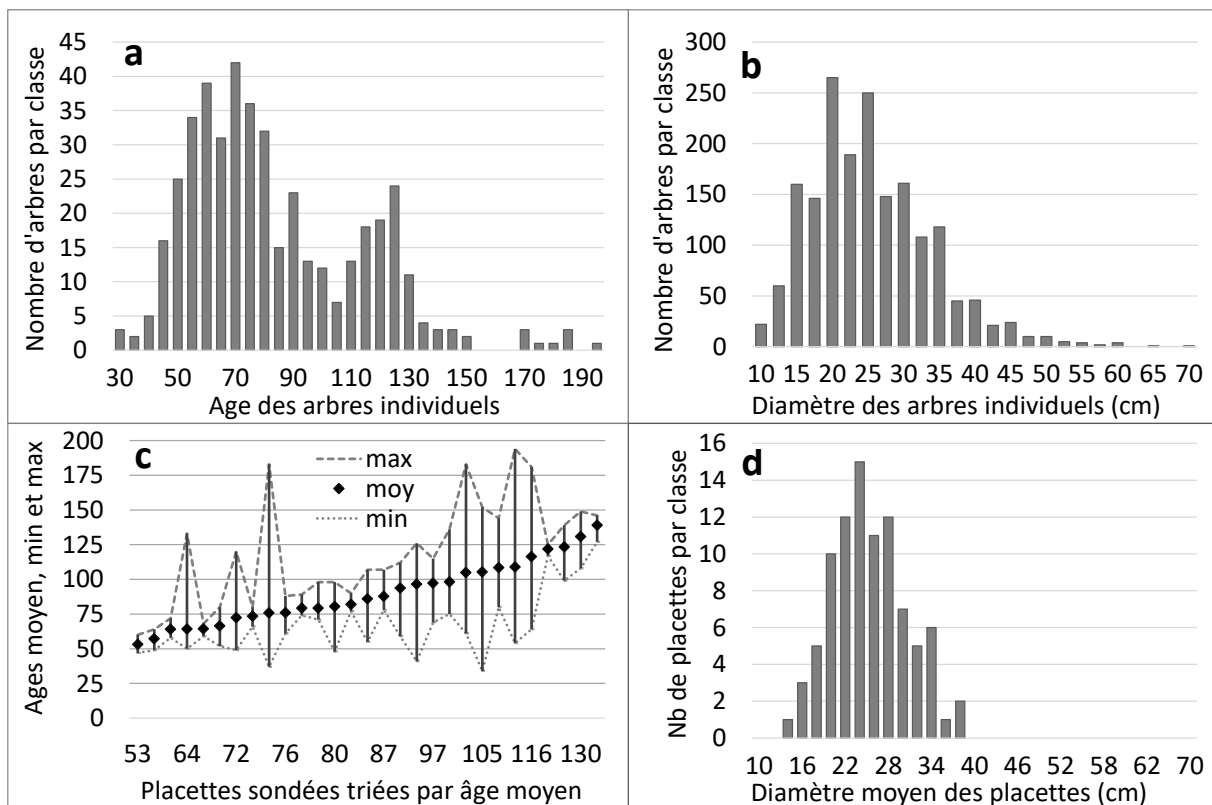 a
Nombre d'arbres par classe
45
40
35
30
25
20
15
10
5
0
30 50 70 90 110 130 150 170 190
Age des arbres individuels
b
Nombre d'arbres par classe
300
250
200
150
100
50
0
10 15 20 25 30 35 40 45 50 55 60 65 70
Diamètre des arbres individuels (cm)
c
Ages moyen, min et max
200
175
150
125
100
75
50
25
0
max
moy
min
53 64 72 76 80 87 97 105 116 130
Placettes sondées triées par âge moyen
d
Nb de placettes par classe
16
14
12
10
8
6
4
2
0
10 16 22 28 34 40 46 52 62 70
Diamètre moyen des placettes (cm)